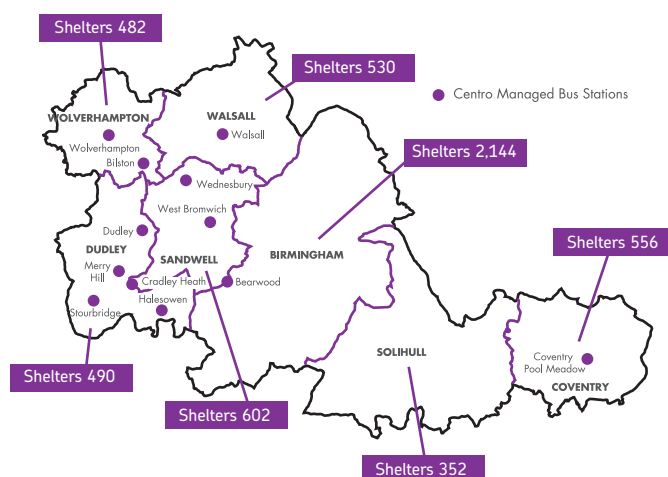 Shelters 482
Shelters 530
Centro Managed Bus Stations
WOLVERHAMPTON
WALSALL
Wolverhampton
Walsall
Bilston
Shelters 2,144
Wednesbury
West Bromwich
Dudley
DUDLEY
SANDWELL
BIRMINGHAM
Shelters 556
Merry
Hill
Cradley Heath
Bearwood
Halesowen
Stourbridge
SOLIHULL
Coventry
Pool Meadow
COVENTRY
Shelters 490
Shelters 602
Shelters 352